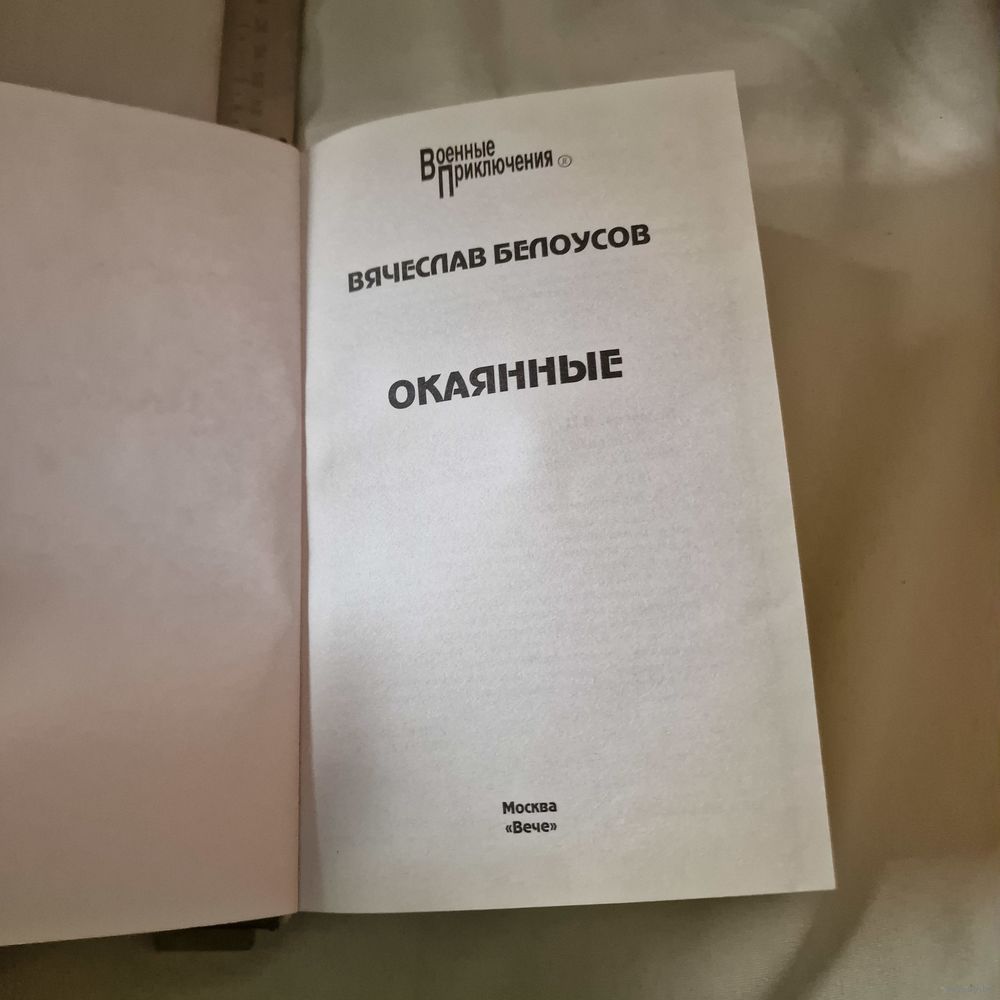 Военные
Приключения ®
ВЯЧЕСЛАВ БЕЛОУСОВ
ОКАЯННЫЕ
Москва
«Вече»